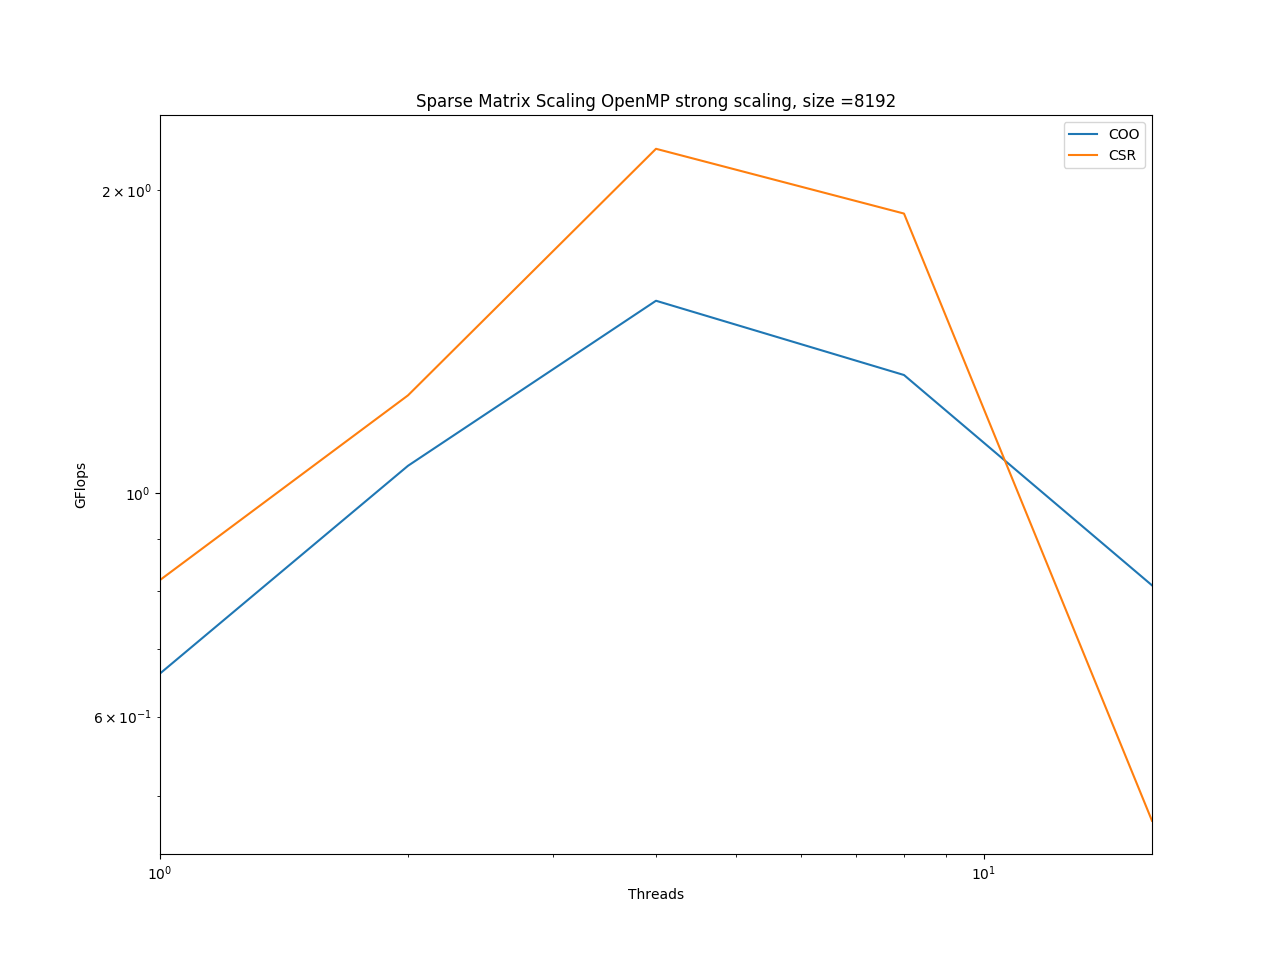 Sparse Matrix Scaling OpenMP strong scaling, size =8192
COO
CSR
2 × 10⁰
10⁰
6 × 10⁻¹
GFlops
10⁰
10¹
Threads